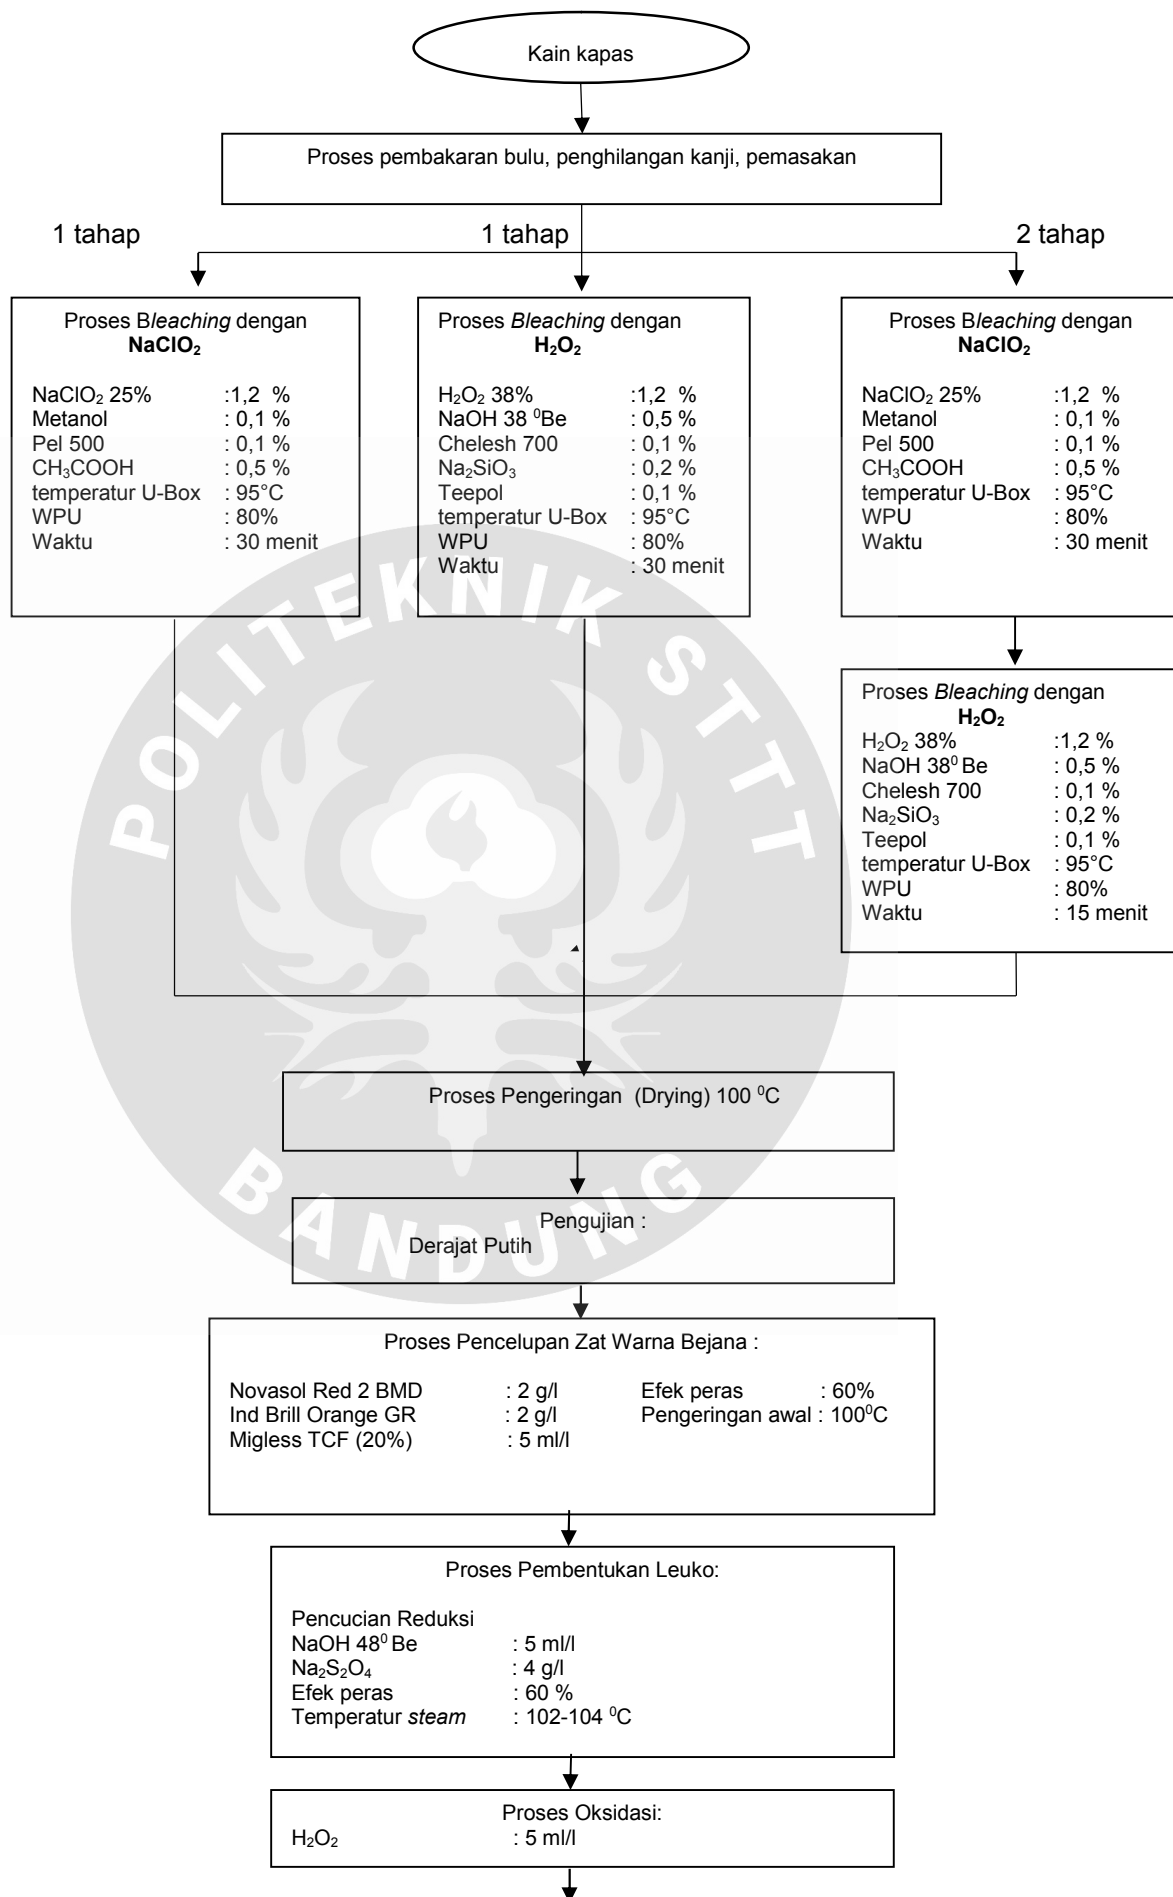 Kain kapas
Proses pembakaran bulu, penghilangan kanji, pemasakan
1 tahap
1 tahap
2 tahap
Proses Bleaching dengan
NaClO₂
NaClO₂ 25% :1,2 %
Metanol : 0,1 %
Pel 500 : 0,1 %
CH₃COOH : 0,5 %
temperatur U-Box : 95°C
WPU : 80%
Waktu : 30 menit
Proses Bleaching dengan
H₂O₂
H₂O₂ 38% :1,2 %
NaOH 38 ⁰Be : 0,5 %
Chelesh 700 : 0,1 %
Na₂SiO₃ : 0,2 %
Teepol : 0,1 %
temperatur U-Box : 95°C
WPU : 80%
Waktu : 30 menit
Proses Bleaching dengan
NaClO₂
NaClO₂ 25% :1,2 %
Metanol : 0,1 %
Pel 500 : 0,1 %
CH₃COOH : 0,5 %
temperatur U-Box : 95°C
WPU : 80%
Waktu : 30 menit
Proses Bleaching dengan
H₂O₂
H₂O₂ 38% :1,2 %
NaOH 38⁰ Be : 0,5 %
Chelesh 700 : 0,1 %
Na₂SiO₃ : 0,2 %
Teepol : 0,1 %
temperatur U-Box : 95°C
WPU : 80%
Waktu : 15 menit
POLITEKNIK STTT
BANDUNG
Proses Pengeringan (Drying) 100 ⁰C
Pengujian :
Derajat Putih
Proses Pencelupan Zat Warna Bejana :
Novasol Red 2 BMD : 2 g/l Efek peras : 60%
Ind Brill Orange GR : 2 g/l Pengeringan awal : 100⁰C
Migless TCF (20%) : 5 ml/l
Proses Pembentukan Leuko:
Pencucian Reduksi
NaOH 48⁰ Be : 5 ml/l
Na₂S₂O₄ : 4 g/l
Efek peras : 60 %
Temperatur steam : 102-104 ⁰C
Proses Oksidasi:
H₂O₂ : 5 ml/l